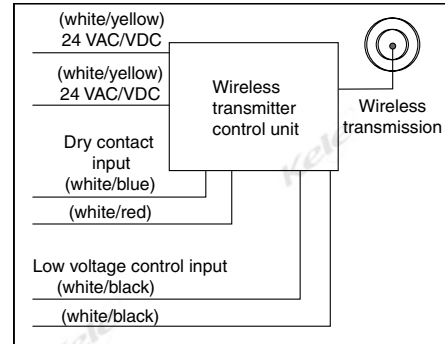 (white/yellow)
24 VAC/VDC
(white/yellow)
24 VAC/VDC
Wireless
transmitter
control unit
Wireless
transmission
Dry contact
input
(white/blue)
(white/red)
Low voltage control input
(white/black)
(white/black)